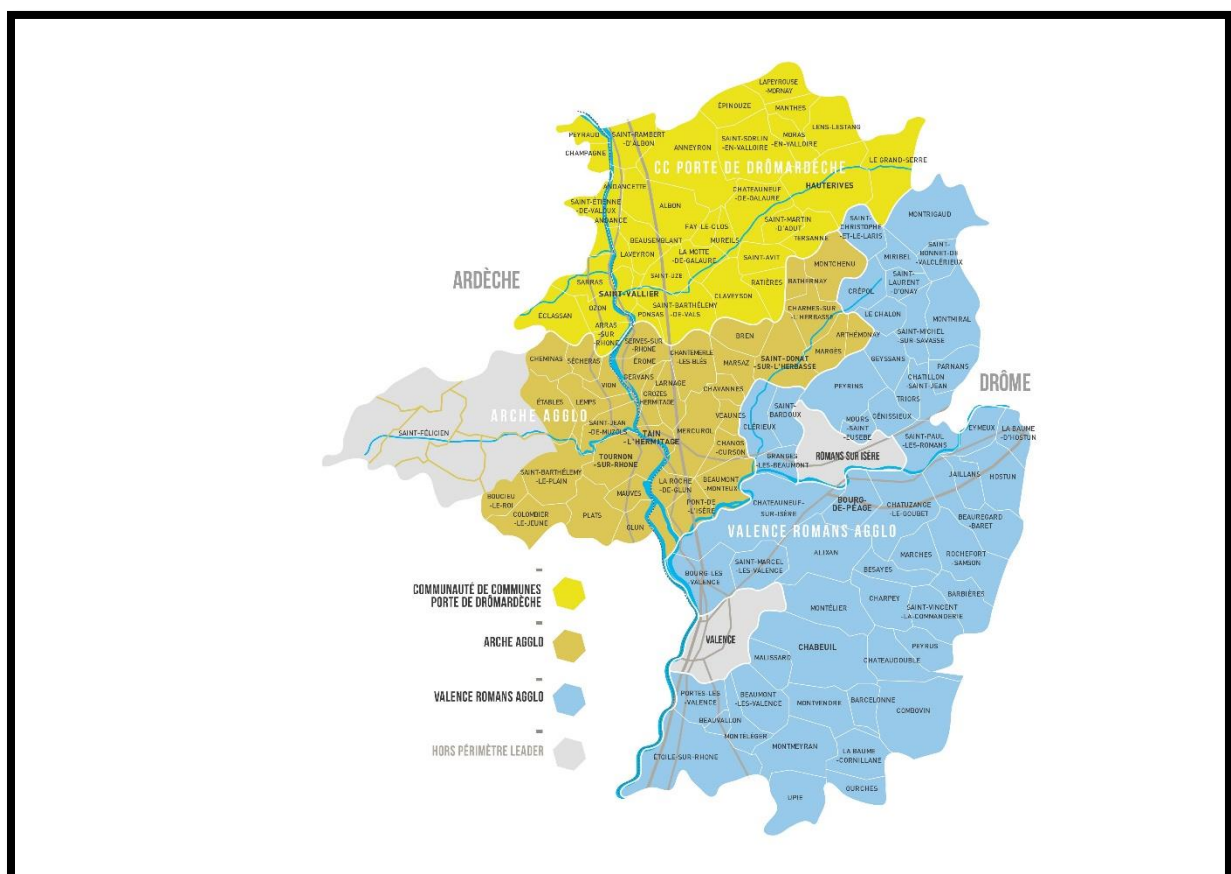 LAPEYROUSE
-MORNAY
ÉPINOUZE
MANTHES
LENS-LESTANG
PEYRAUD
SAINT-RAMBERT
-D'ALBON
ANNEYRON
SAINT-SORLIN
-EN-VALLOIRE
MORAS
-EN-VALLOIRE
CHAMPAGNE
CC PORTE DE DRÔMARDÈCHE
LE GRAND-SERRE
ANDANCETTE
CHATEAUNEUF
-DE-GALAURE
HAUTERIVES
SAINT-ÉTIENNE
-DE-VALOUX
ANDANCE
ALBON
FAY-LE-CLOS
SAINT-MARTIN
-D'AOUT
SAINT-
CHRISTOPHE
-ET-LE-LARIS
MONTRIGAUD
BEAUSEMBLANT
MUREILS
TERSANNE
LAVEYRON
LA MOTTE
-DE-GALAURE
SAINT-AVIT
MONTCHENU
MIRIBEL
SAINT-
BONNET-DE
-VALCLÉRIEUX
ARDÈCHE
SARRAS
SAINT-UZE
RATIÈRES
BATHERNAY
CRÉPOL
SAINT-
LAURENT
-D'ONAY
SAINT-VALLIER
CLAVEYSON
OZON
PONSAS
SAINT-BARTHÉLEMY
-DE-VALS
CHARMES-SUR
-L'HERBASSE
LE CHALON
MONTMIRAL
ÉCLASSAN
ARRAS
-SUR
-RHONE
SERVES-SUR
-RHONE
BREN
ARTHÉMONAY
SAINT-MICHEL
-SUR-SAVASSE
CHEMINAS
SÉCHERAS
ÉROME
CHANTEMERLE
-LES-BLÉS
MARSAZ
SAINT-DONAT
-SUR-L'HERBASSE
MARGÈS
GEYSSANS
PARNANS
VION
GERVANS
LARNAGE
CHAVANNES
PEYRINS
CHATILLON
SAINT-JEAN
DRÔME
ÉTABLES
LEMPS
CROZES
-HERMITAGE
SAINT-
BARDOUX
TRIORS
ARCHE AGGLO
SAINT-JEAN
-DE-MUZOLS
VEAUNES
CLÉRIEUX
MOURS
-SAINT
-EUSEBE
GÉNISSIEUX
SAINT-FÉLICIEN
TAIN
-L'HERMITAGE
MERCUROL
CHANOS
-CURSON
SAINT-PAUL
-LES-ROMANS
EYMEUX
LA BAUME
-D'HOSTUN
TOURNON
-SUR-RHONE
GRANGES
-LES-BEAUMONT
ROMANS SUR ISÈRE
SAINT-BARTHÉLEMY
-LE-PLAIN
LA ROCHE
-DE-GLUN
BEAUMONT
-MONTEUX
JAILLANS
HOSTUN
BOUCIEU
-LE-ROI
MAUVES
PONT-DE
-L'ISÈRE
CHATEAUNEUF-
SUR-ISÈRE
BOURG
-DE-PÉAGE
CHATUZANGE
-LE-GOUBET
COLOMBIER
-LE-JEUNE
PLATS
GLUN
VALENCE ROMANS AGGLO
BEAUREGARD
-BARET
ALIXAN
MARCHES
ROCHEFORT
-SAMSON
BOURG-LES
-VALENCE
SAINT-MARCEL
-LES-VALENCE
BESAYES
COMMUNAUTÉ DE COMMUNES
PORTE DE DRÔMARDÈCHE
MONTÉLIER
CHARPEY
BARBIÈRES
SAINT-VINCENT
-LA-COMMANDERIE
ARCHE AGGLO
VALENCE
CHABEUIL
PEYRUS
MALISSARD
CHATEAUDOUBLE
VALENCE ROMANS AGGLO
PORTES-LES
-VALENCE
BEAUMONT
-LES-VALENCE
MONTVENDRE
BARCELONNE
COMBOVIN
BEAUVALLON
MONTÉLÉGER
HORS PÉRIMÈTRE LEADER
ÉTOILE-SUR-RHONE
MONTMEYRAN
LA BAUME
-CORNILLANE
OURCHES
UPIE